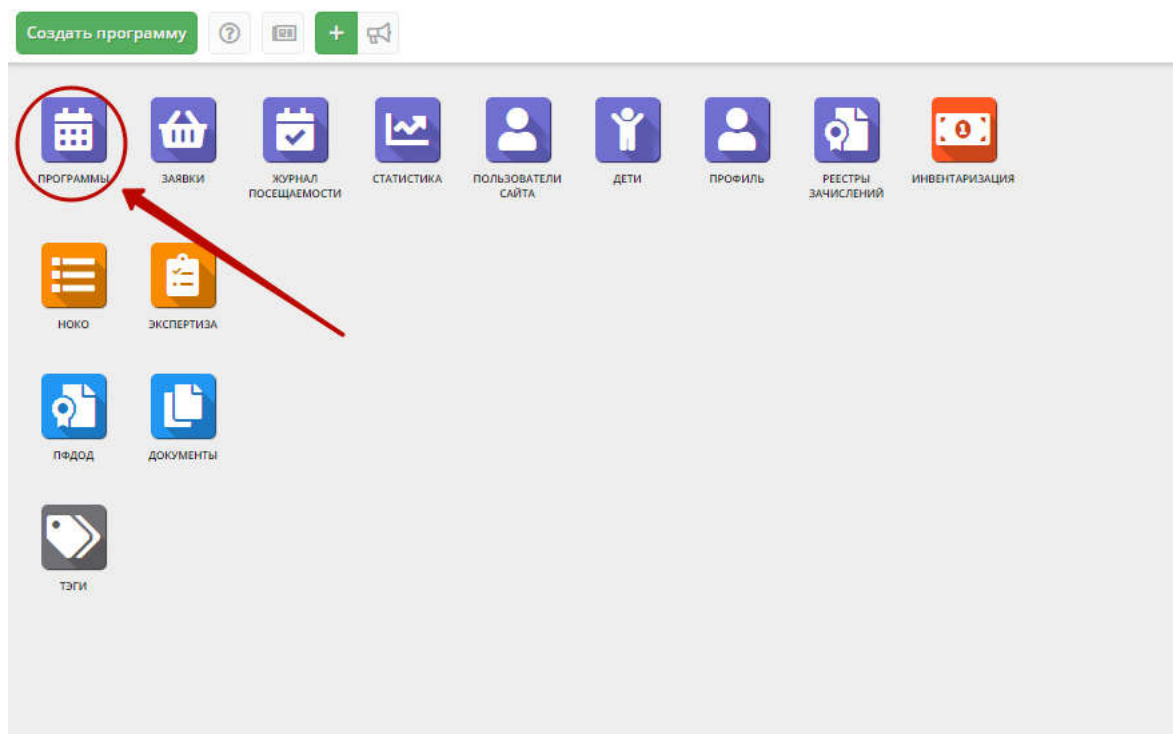 Создать программу
ПРОГРАММЫ
ЗАЯВКИ
ЖУРНАЛ
ПОСЕЩАЕМОСТИ
СТАТИСТИКА
ПОЛЬЗОВАТЕЛИ
САЙТА
ДЕТИ
ПРОФИЛЬ
РЕЕСТРЫ
ЗАЧИСЛЕНИЙ
1
ИНВЕНТАРИЗАЦИЯ
НОКО
ЭКСПЕРТИЗА
ПФДОД
ДОКУМЕНТЫ
ТЭГИ